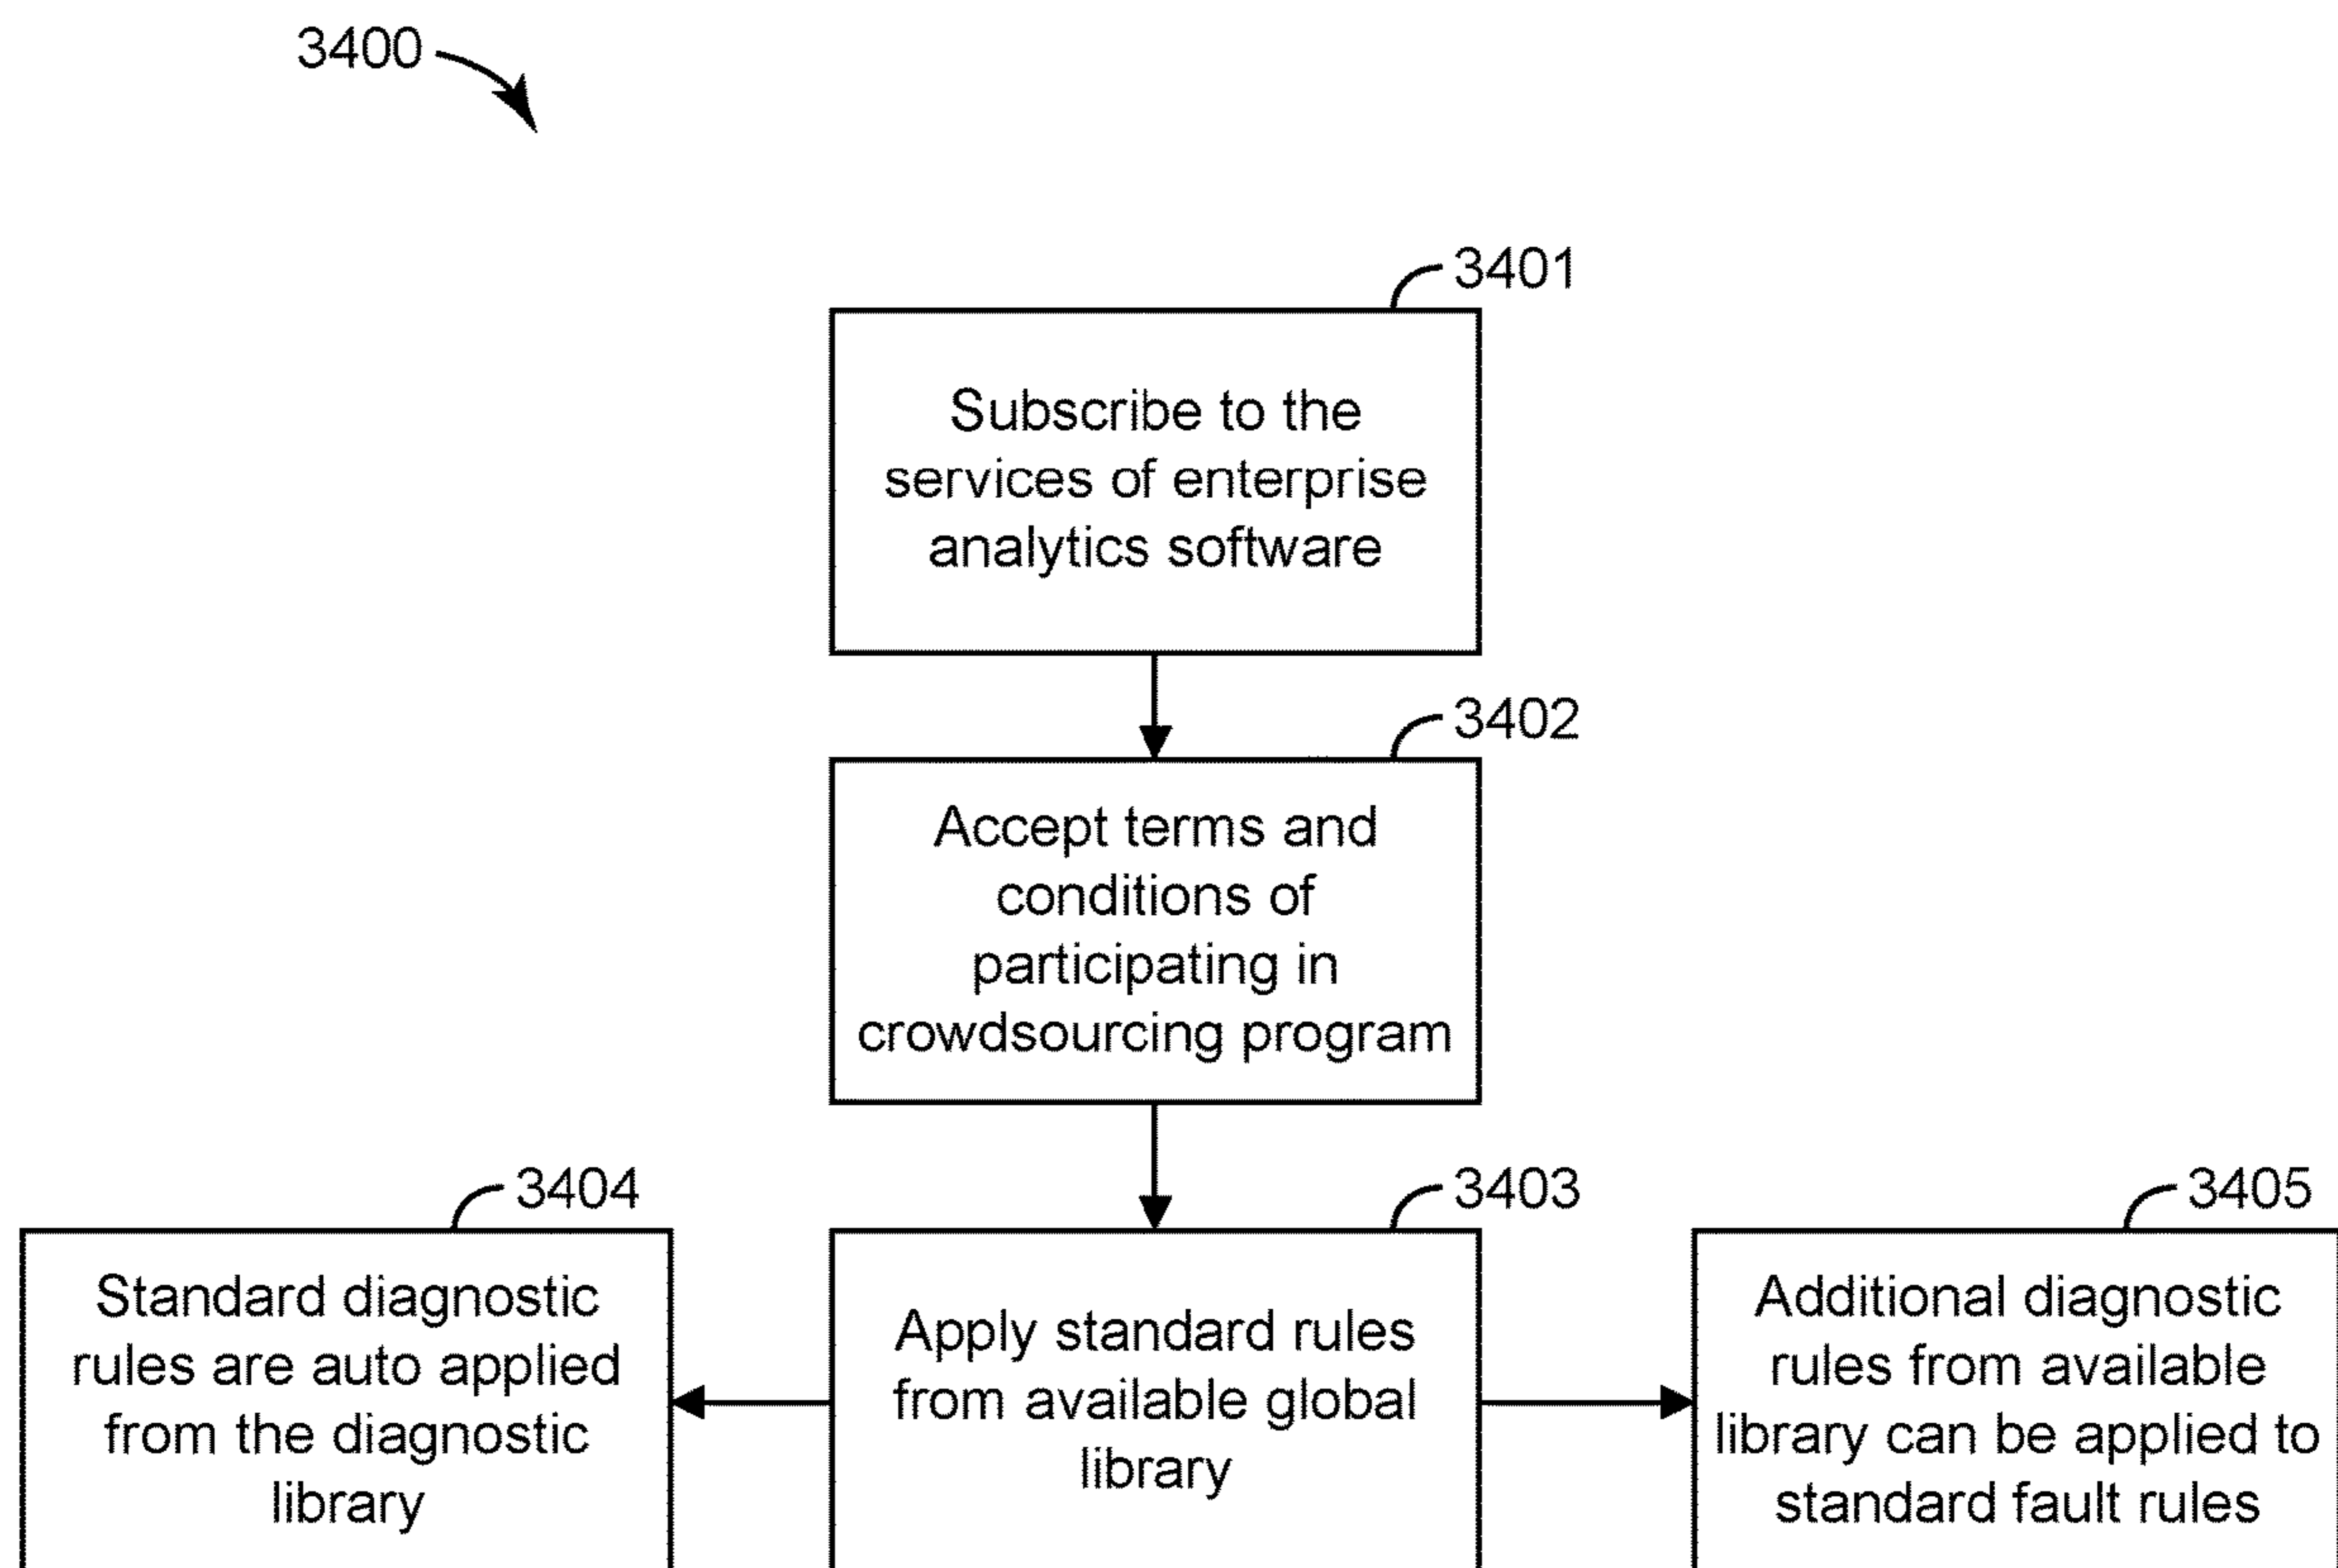 3400
3401
Subscribe to the
services of enterprise
analytics software
3402
Accept terms and
conditions of
participating in
crowdsourcing program
3404
Standard diagnostic
rules are auto applied
from the diagnostic
library
3403
Apply standard rules
from available global
library
3405
Additional diagnostic
rules from available
library can be applied to
standard fault rules